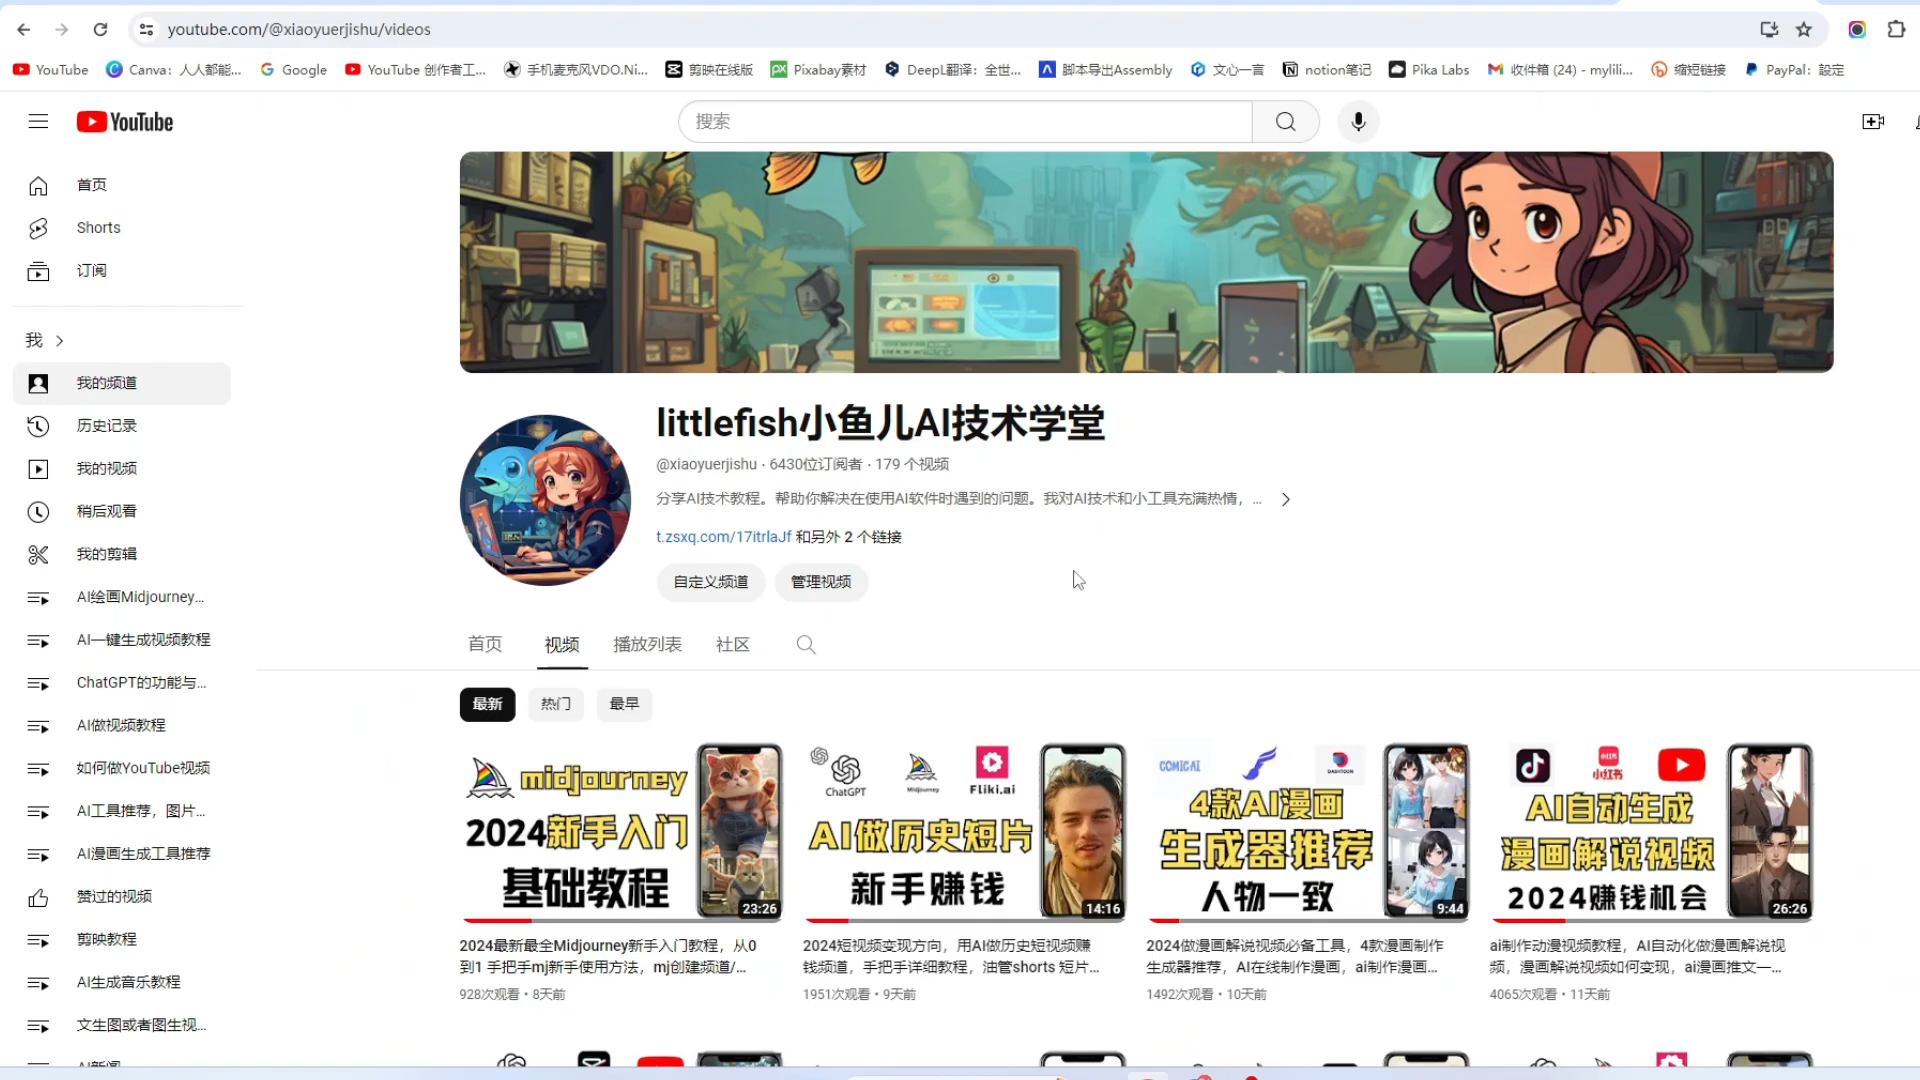 youtube.com/@xiaoyuerjishu/videos
YouTube
Canva：人人都能...
Google
YouTube 创作者工...
手机麦克风VDO.Ni...
剪映在线版
Pixabay素材
DeepL翻译：全世...
脚本导出Assembly
文心一言
notion笔记
Pika Labs
收件箱 (24) - mylili...
缩短链接
PayPal：設定
YouTube
搜索
首页
Shorts
订阅
我
我的频道
历史记录
我的视频
稍后观看
我的剪辑
AI绘画Midjourney...
AI一键生成视频教程
ChatGPT的功能与...
AI做视频教程
如何做YouTube视频
AI工具推荐，图片...
AI漫画生成工具推荐
赞过的视频
剪映教程
AI生成音乐教程
文生图或者图生视...
littlefish小鱼儿AI技术学堂
@xiaoyuerjishu · 6430位订阅者 · 179 个视频
分享AI技术教程。帮助你解决在使用AI软件时遇到的问题。我对AI技术和小工具充满热情，...
t.zsxq.com/17itrlaJf 和另外 2 个链接
自定义频道
管理视频
首页
视频
播放列表
社区
最新
热门
最早
midjourney
2024新手入门
基础教程
23:26
2024最新最全Midjourney新手入门教程，从0
到1 手把手mj新手使用方法，mj创建频道/...
928次观看 · 8天前
ChatGPT
Midjourney
Fliki.ai
AI做历史短片
新手赚钱
14:16
2024短视频变现方向，用AI做历史短视频赚
钱频道，手把手详细教程，油管shorts 短片...
1951次观看 · 9天前
COMIC AI
DASHTOON
4款AI漫画
生成器推荐
人物一致
9:44
2024做漫画解说视频必备工具，4款漫画制作
生成器推荐，AI在线制作漫画，ai制作漫画...
1492次观看 · 10天前
小红书
AI自动生成
漫画解说视频
2024赚钱机会
26:26
ai制作动漫视频教程，AI自动化做漫画解说视
频，漫画解说视频如何变现，ai漫画推文一...
4065次观看 · 11天前